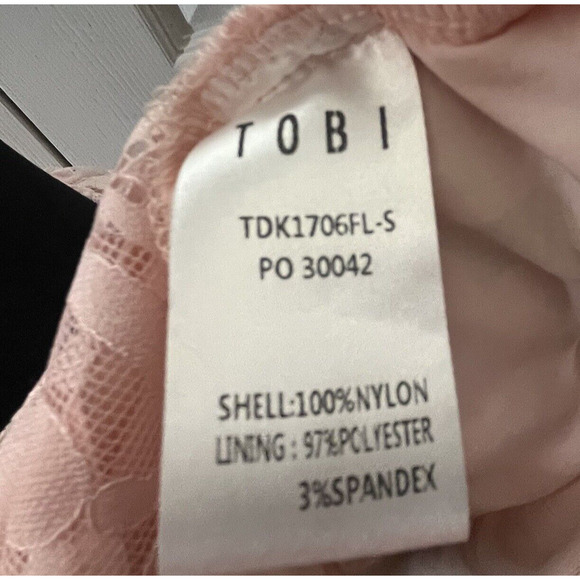 TOBI
TDK1706FL-S
PO 30042
SHELL:100%NYLON
LINING : 97%POLYESTER
3%SPANDEX